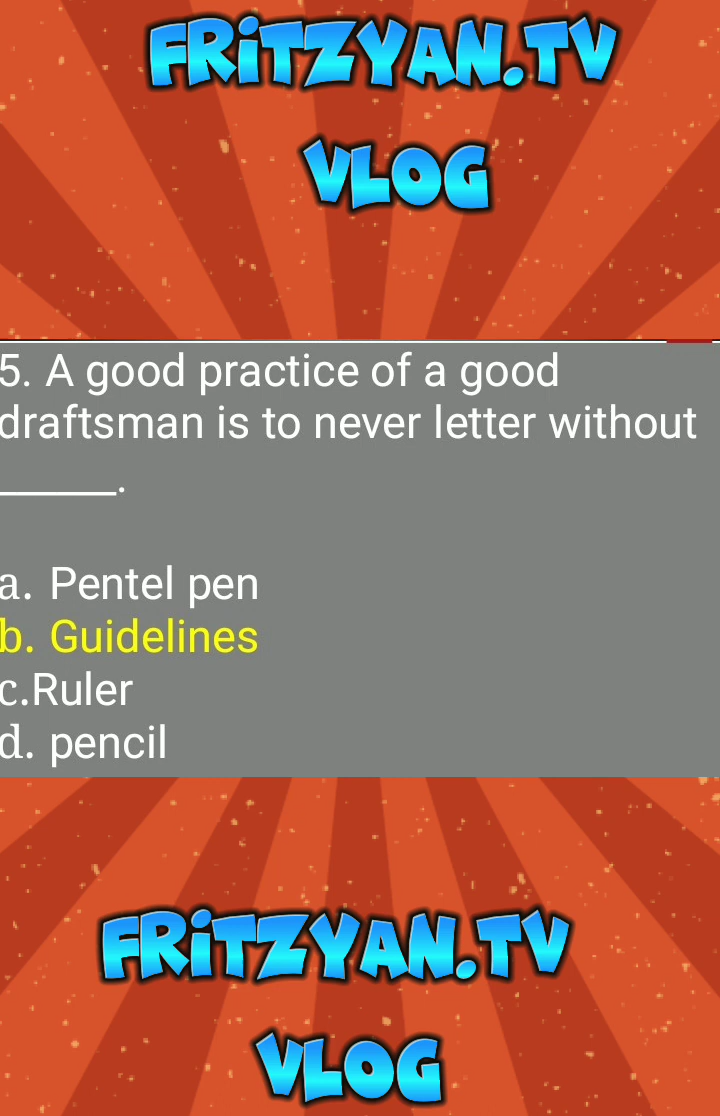 FRiTZYAN.TV
VLOG
5. A good practice of a good
draftsman is to never letter without
______.
a. Pentel pen
b. Guidelines
c.Ruler
d. pencil
FRiTZYAN.TV
VLOG